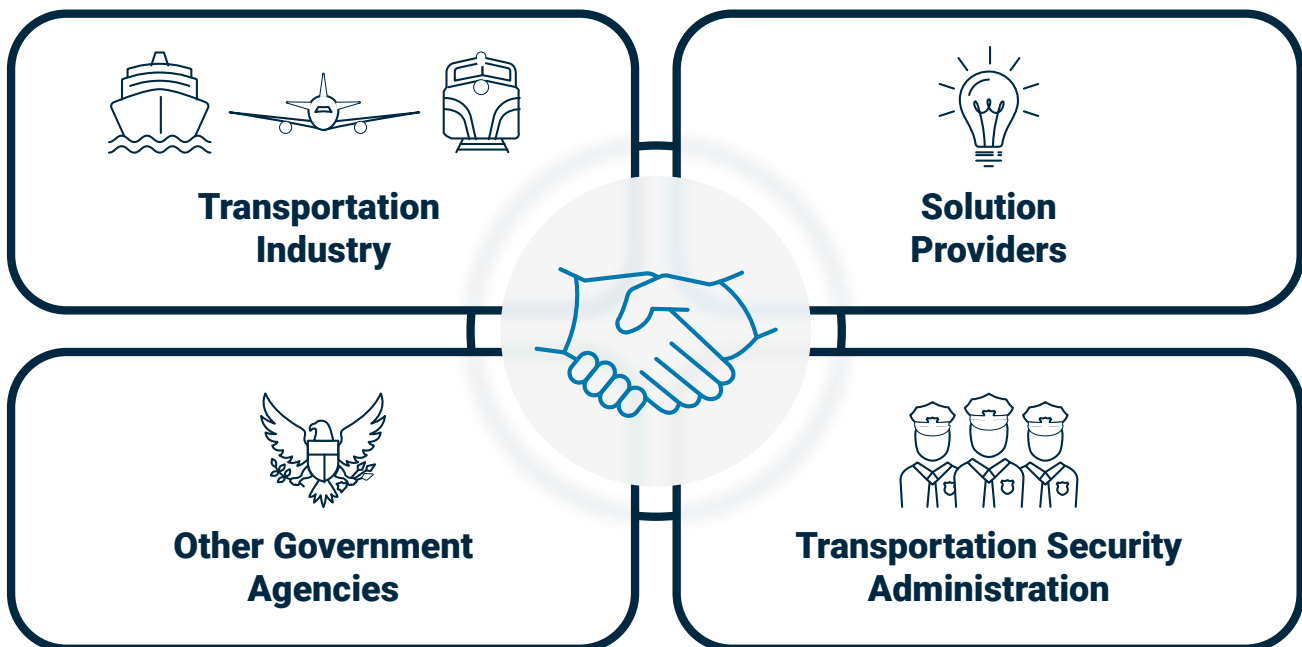 Transportation
Industry
Solution
Providers
Other Government
Agencies
Transportation Security
Administration